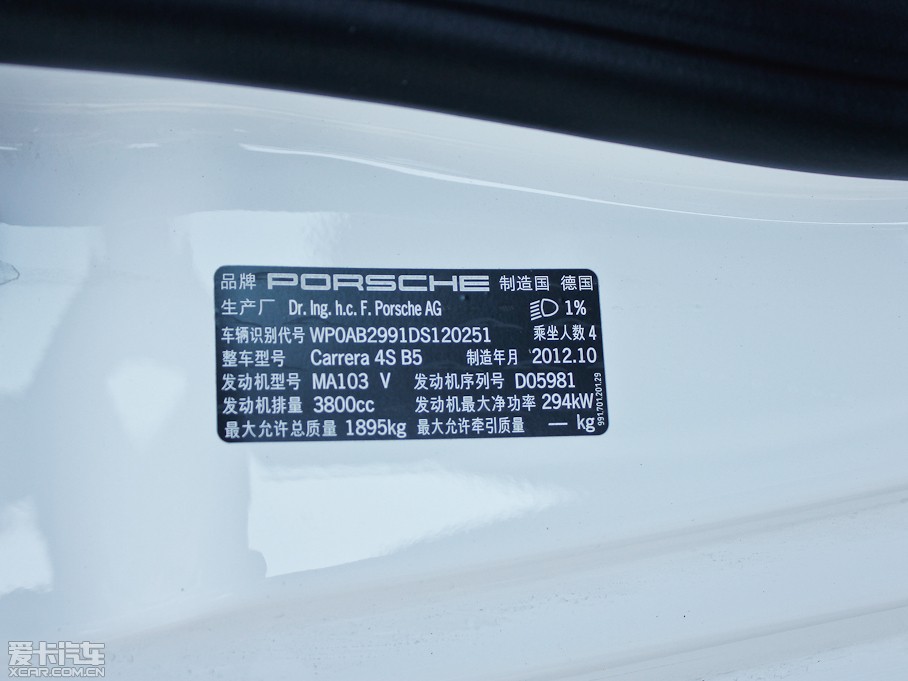 品牌 PORSCHE 制造国 德国
生产厂 Dr. Ing. h.c. F. Porsche AG 1%
车辆识别代号 WP0AB2991DS120251 乘坐人数 4
整车型号 Carrera 4S B5 制造年月 2012.10
发动机型号 MA103 V 发动机序列号 D05981
发动机排量 3800cc 发动机最大净功率 294kW
最大允许总质量 1895kg 最大允许牵引质量 — kg
991.701.201.29
爱卡汽车
XCAR.COM.CN